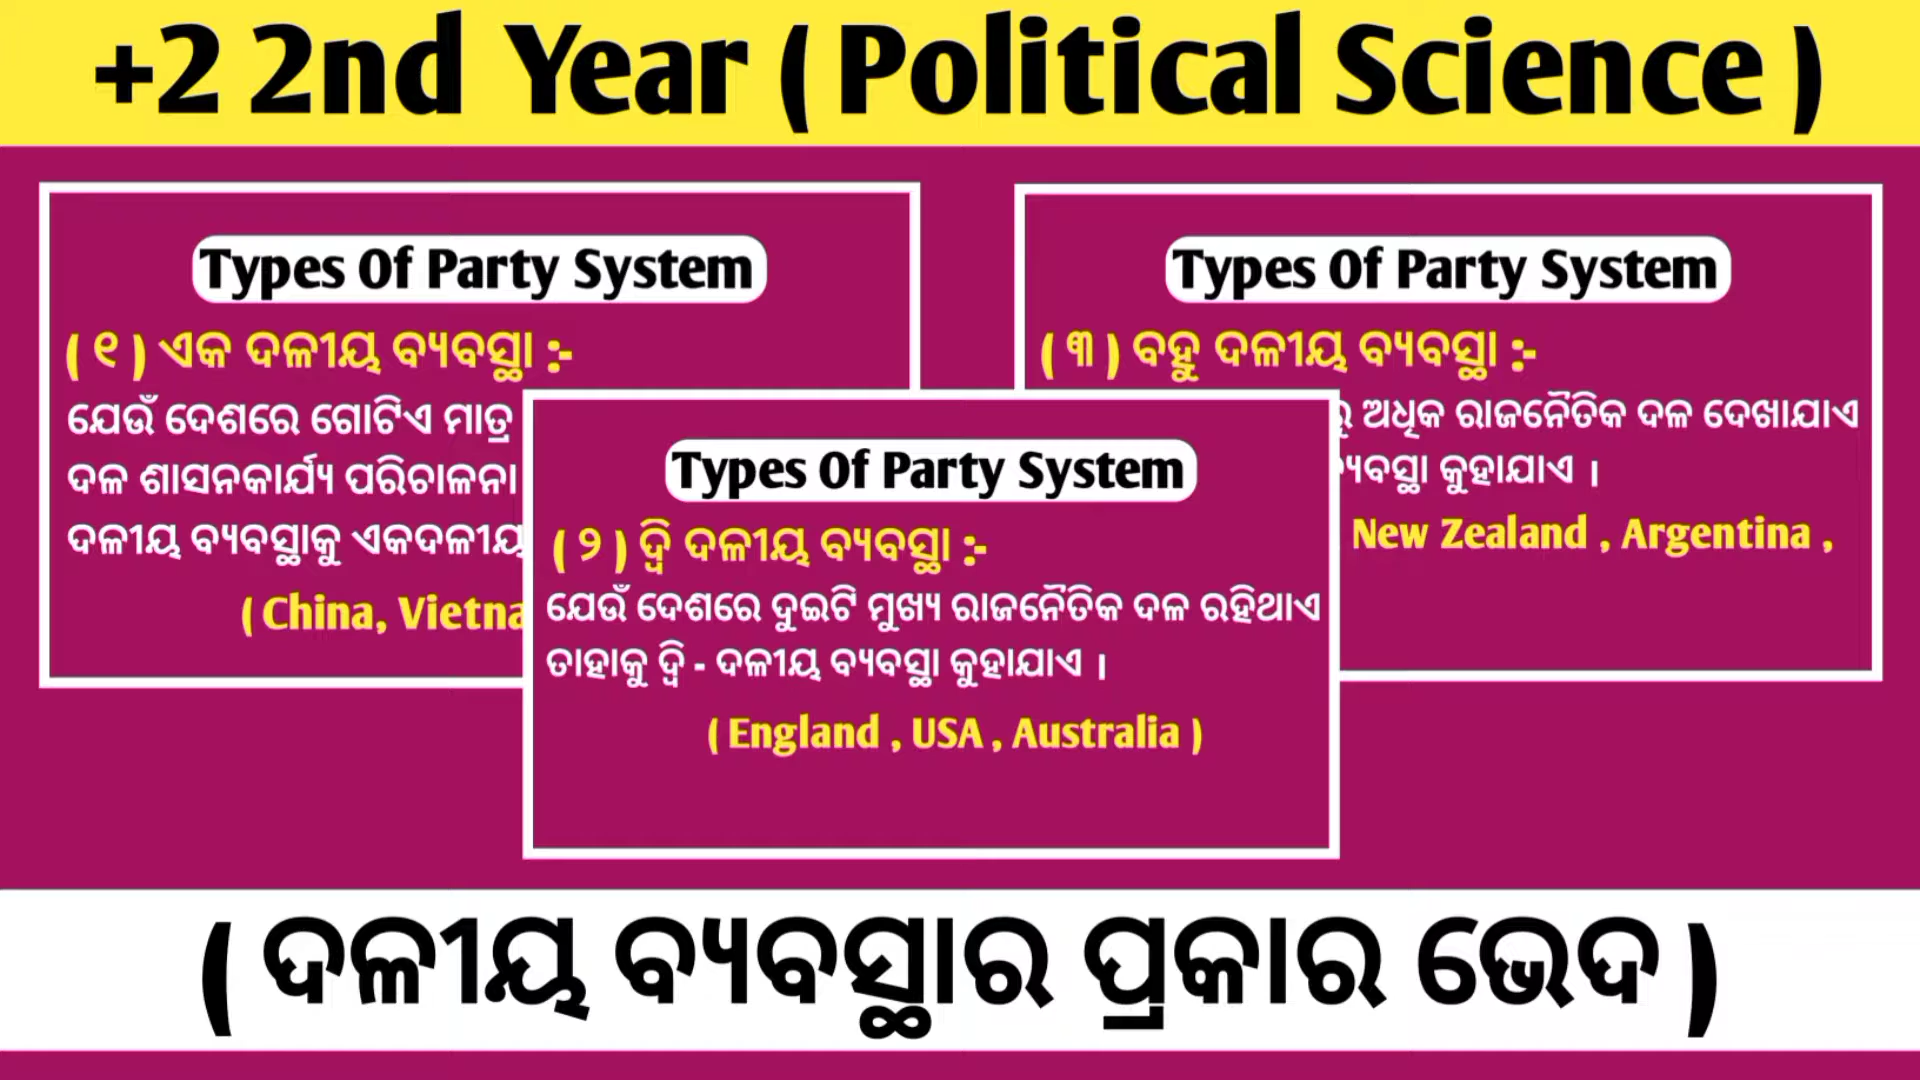 +2 2nd Year ( Political Science )
Types Of Party System
( ୧ ) ଏକ ଦଳୀୟ ବ୍ୟବସ୍ଥା :-
ଯେଉଁ ଦେଶରେ ଗୋଟିଏ ମାତ୍ର
ଦଳ ଶାସନକାର୍ଯ୍ୟ ପରିଚାଳନା
ଦଳୀୟ ବ୍ୟବସ୍ଥାକୁ ଏକଦଳୀୟ
( China,
Types Of Party System
( ୨ ) ଦ୍ୱି ଦଳୀୟ ବ୍ୟବସ୍ଥା :-
ଯେଉଁ ଦେଶରେ ଦୁଇଟି ମୁଖ୍ୟ ରାଜନୈତିକ ଦଳ ରହିଥାଏ
ତାହାକୁ ଦ୍ୱି - ଦଳୀୟ ବ୍ୟବସ୍ଥା କୁହାଯାଏ ।
( England , USA , Australia )
Types Of Party System
( ୩ ) ବହୁ ଦଳୀୟ ବ୍ୟବସ୍ଥା :-
ଅଧିକ ରାଜନୈତିକ ଦଳ ଦେଖାଯାଏ
କୁହାଯାଏ ।
New Zealand , Argentina ,
( ଦଳୀୟ ବ୍ୟବସ୍ଥାର ପ୍ରକାର ଭେଦ )